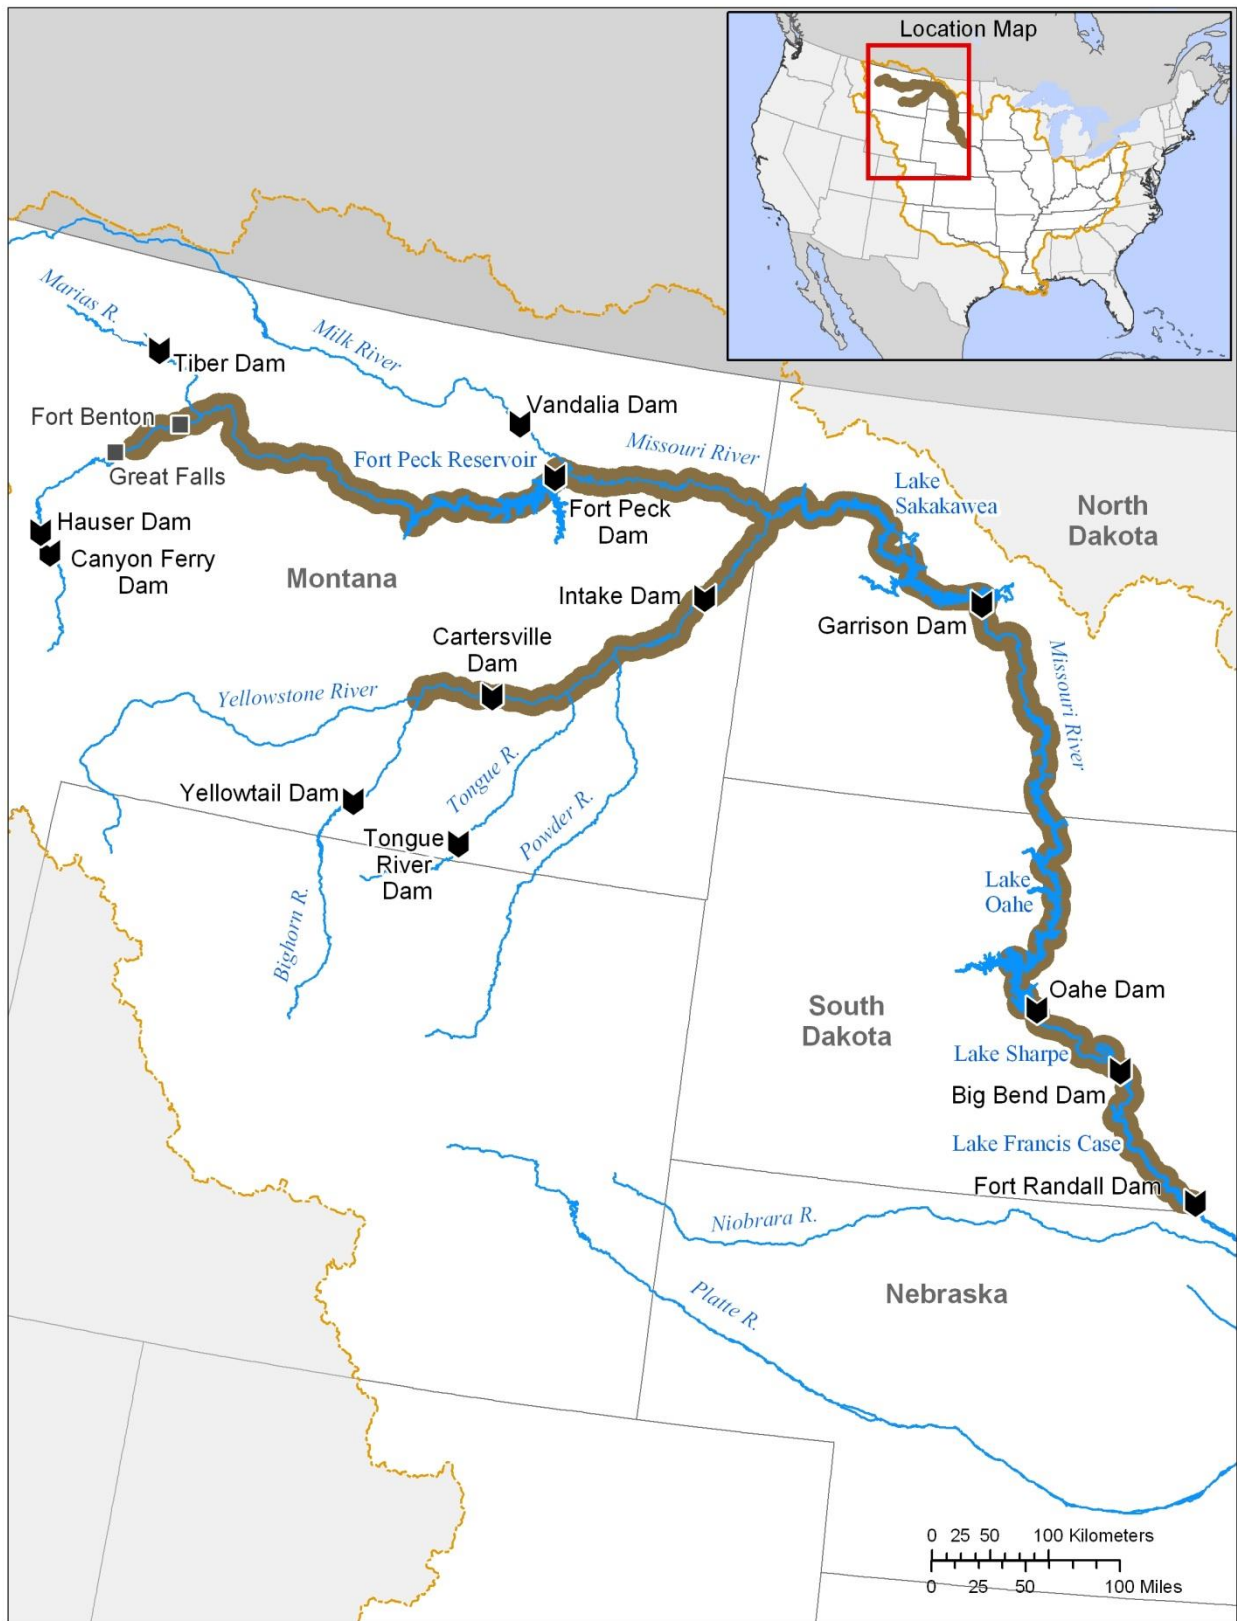 Location Map
Marias R.
Tiber Dam
Milk River
Fort Benton
Great Falls
Vandalia Dam
Missouri River
Fort Peck Reservoir
Fort Peck
Dam
Lake
Sakakawea
North
Dakota
Hauser Dam
Canyon Ferry
Dam
Montana
Intake Dam
Garrison Dam
Cartersville
Dam
Missouri River
Yellowstone River
Yellowtail Dam
Tongue R.
Powder R.
Tongue
River
Dam
Bighorn R.
Lake
Oahe
Oahe Dam
South
Dakota
Lake Sharpe
Big Bend Dam
Lake Francis Case
Fort Randall Dam
Niobrara R.
Nebraska
Platte R.
0 25 50 100 Kilometers
0 25 50 100 Miles